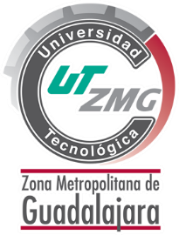 Universidad
UT
ZMG
Tecnológica
Zona Metropolitana de
Guadalajara